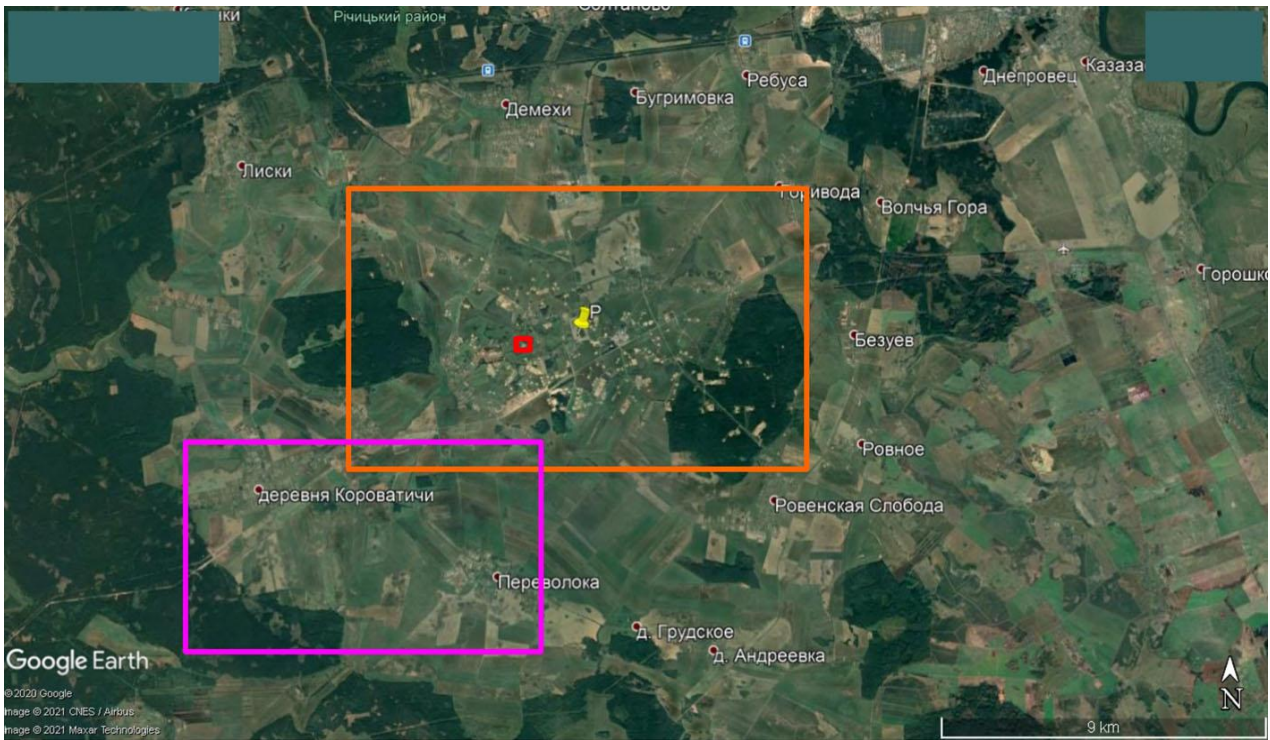 Річицький район
Ребуса
Днепровец
Казаза
Бугримовка
Демехи
Лиски
Горивода
Волчья Гора
Горошко
P
Безуев
Ровное
деревня Короватичи
Ровенская Слобода
Переволока
д. Грудское
д. Андреевка
Google Earth
N
©2020 Google
Image © 2021 CNES / Airbus
Image © 2021 Maxar Technologies
9 km